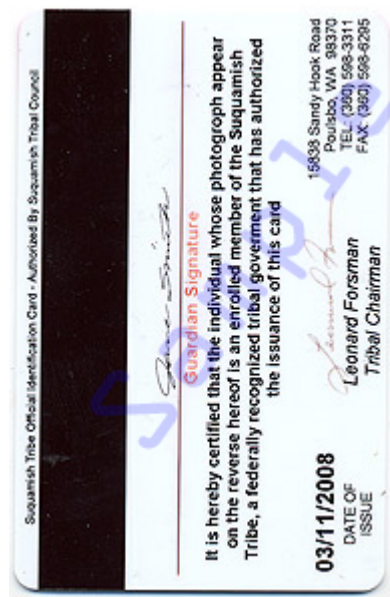 Suquamish Tribe Official Identification Card - Authorized By Suquamish Tribal Council
Jane Smith
Guardian Signature
It is hereby certified that the individual whose photogroph appear
on the reverse hereof is an enrolled member of the Suquamish
Tribe, a federally recognized tribal goverment that has authorized
the issuance of this card
03/11/2008
DATE OF
ISSUE
Leonard Forsman
Tribal Chairman
15838 Sandy Hook Road
Poulsbo, WA 98370
TEL: (360) 598-3311
FAX: (360) 598-6295
Sample